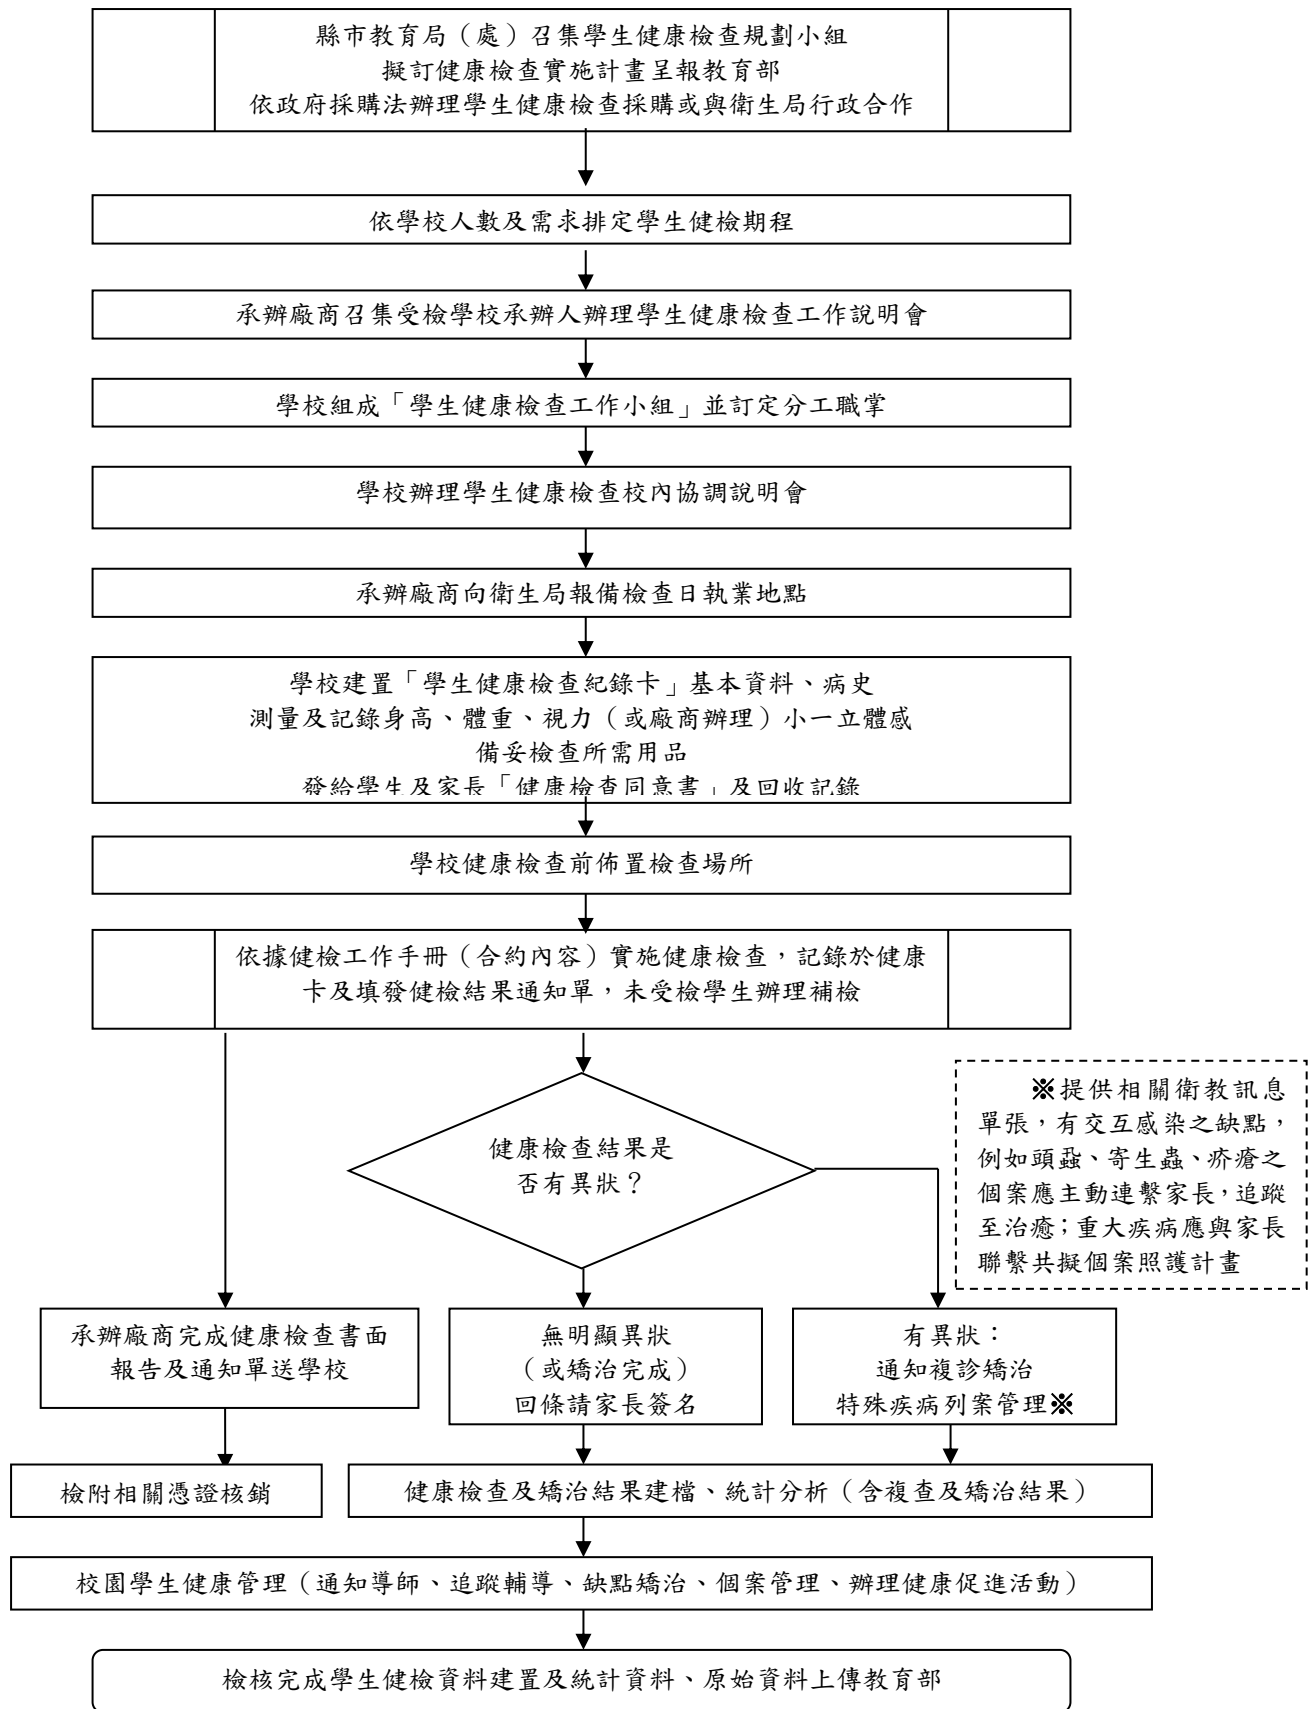 縣市教育局（處）召集學生健康檢查規劃小組
擬訂健康檢查實施計畫呈報教育部
依政府採購法辦理學生健康檢查採購或與衛生局行政合作
依學校人數及需求排定學生健檢期程
承辦廠商召集受檢學校承辦人辦理學生健康檢查工作說明會
學校組成「學生健康檢查工作小組」並訂定分工職掌
學校辦理學生健康檢查校內協調說明會
承辦廠商向衛生局報備檢查日執業地點
學校建置「學生健康檢查紀錄卡」基本資料、病史
測量及記錄身高、體重、視力（或廠商辦理）小一立體感
備妥檢查所需用品
發給學生及家長「健康檢查同意書」及回收記錄
學校健康檢查前佈置檢查場所
依據健檢工作手冊（合約內容）實施健康檢查，記錄於健康
卡及填發健檢結果通知單，未受檢學生辦理補檢
健康檢查結果是
否有異狀？
※提供相關衛教訊息
單張，有交互感染之缺點，
例如頭蝨、寄生蟲、疥瘡之
個案應主動連繫家長，追蹤
至治癒；重大疾病應與家長
聯繫共擬個案照護計畫
承辦廠商完成健康檢查書面
報告及通知單送學校
無明顯異狀
（或矯治完成）
回條請家長簽名
有異狀：
通知複診矯治
特殊疾病列案管理※
檢附相關憑證核銷
健康檢查及矯治結果建檔、統計分析（含複查及矯治結果）
校園學生健康管理（通知導師、追蹤輔導、缺點矯治、個案管理、辦理健康促進活動）
檢核完成學生健檢資料建置及統計資料、原始資料上傳教育部